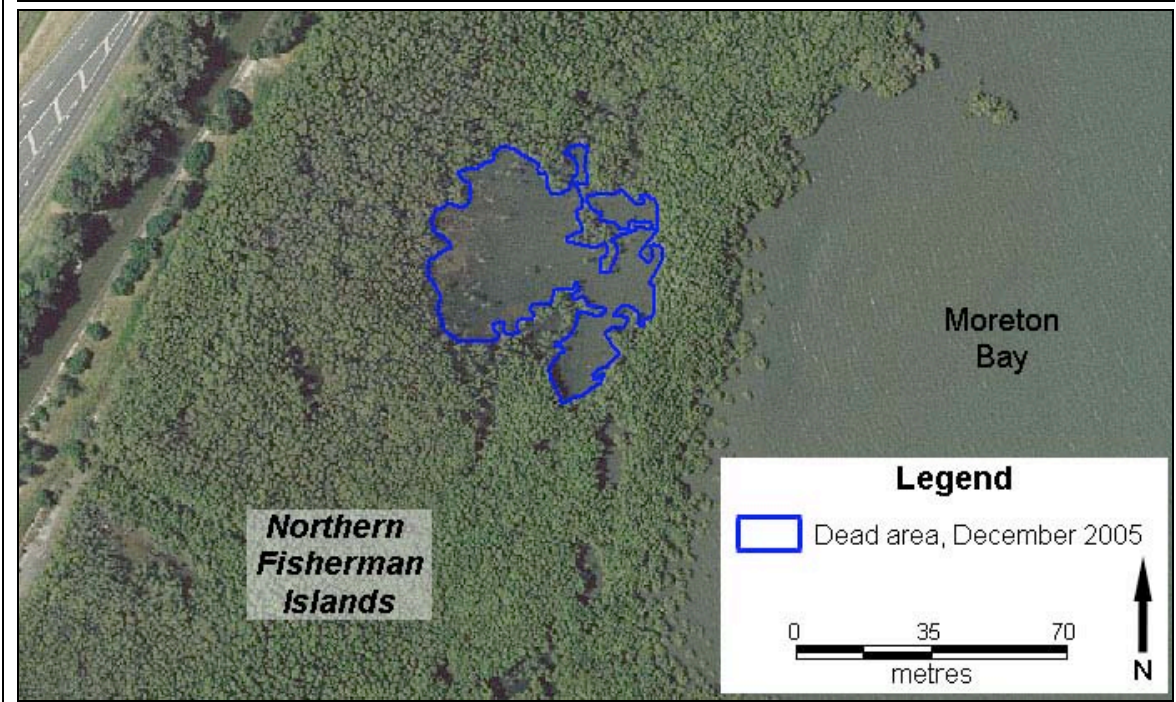 Moreton
Bay
Northern
Fisherman
Islands
Legend
Dead area, December 2005
0 35 70
metres
N